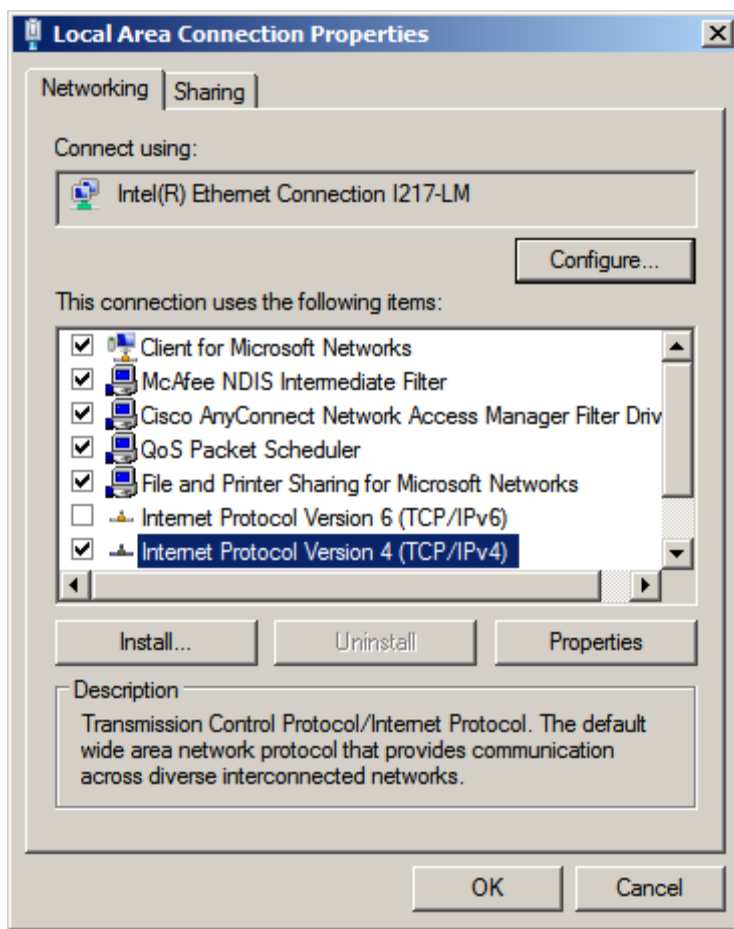 Local Area Connection Properties
Networking
Sharing
Connect using:
Intel(R) Ethernet Connection I217-LM
Configure...
This connection uses the following items:
Client for Microsoft Networks
McAfee NDIS Intermediate Filter
Cisco AnyConnect Network Access Manager Filter Driv
QoS Packet Scheduler
File and Printer Sharing for Microsoft Networks
Internet Protocol Version 6 (TCP/IPv6)
Internet Protocol Version 4 (TCP/IPv4)
Install...
Uninstall
Properties
Description
Transmission Control Protocol/Internet Protocol. The default
wide area network protocol that provides communication
across diverse interconnected networks.
OK
Cancel